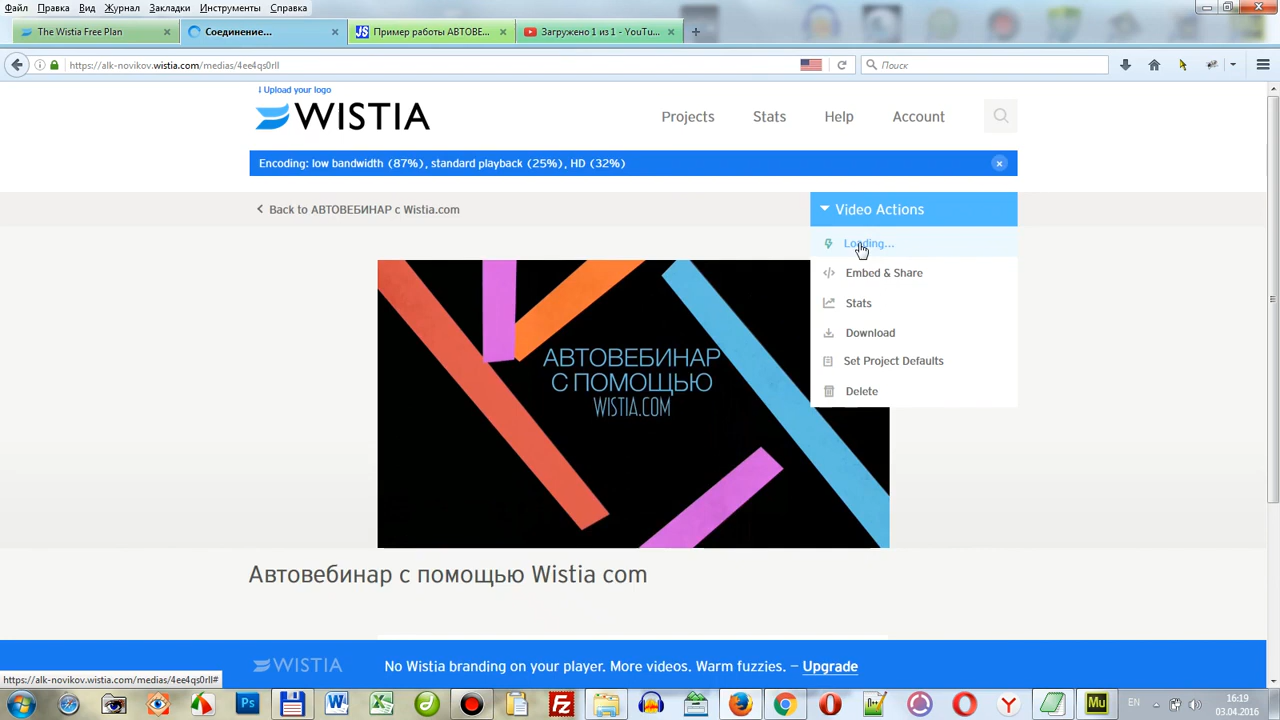 Файл Правка Вид Журнал Закладки Инструменты Справка
The Wistia Free Plan × Соединение... × JS Пример работы АВТОВЕ... × Загружено 1 из 1 - YouTu... × +
https://alk-novikov.wistia.com/medias/4ee4qs0rll
Поиск
Upload your logo
WISTIA
Projects Stats Help Account
Encoding: low bandwidth (87%), standard playback (25%), HD (32%)
Back to АВТОВЕБИНАР с Wistia.com
Video Actions
Loading...
Embed & Share
Stats
Download
Set Project Defaults
Delete
АВТОВЕБИНАР
С ПОМОЩЬЮ
WISTIA.COM
Автовебинар с помощью Wistia com
WISTIA No Wistia branding on your player. More videos. Warm fuzzies. – Upgrade
https://alk-novikov.wistia.com/medias/4ee4qs0rll#
Ps
Mu
EN
16:19
03.04.2016